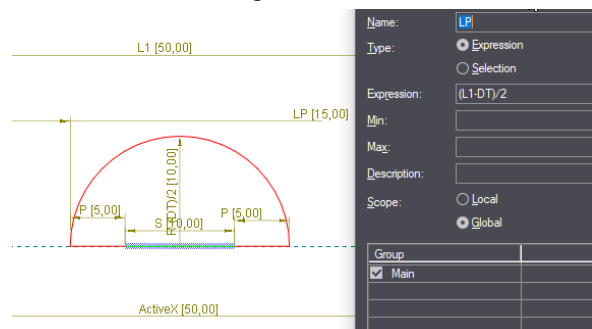 L1 [50,00]
LP [15,00]
R (DT)/2 [10,00]
P [5,00]
S [10,00]
P [5,00]
ActiveX [50,00]
Name:
LP
Type:
Expression
Selection
Expression:
(L1-DT)/2
Min:
Max:
Description:
Scope:
Local
Global
Group
Main